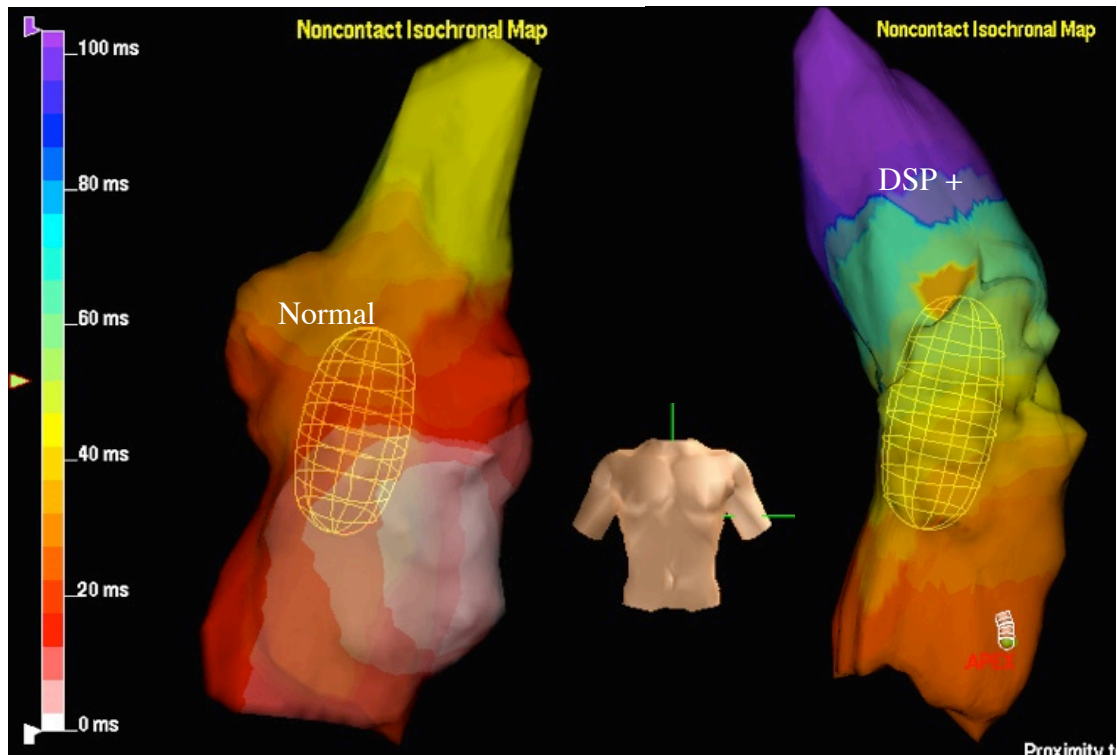 Noncontact Isochronal Map
Noncontact Isochronal Map
100 ms
80 ms
DSP +
60 ms
Normal
40 ms
20 ms
APEX
0 ms
Proximity t